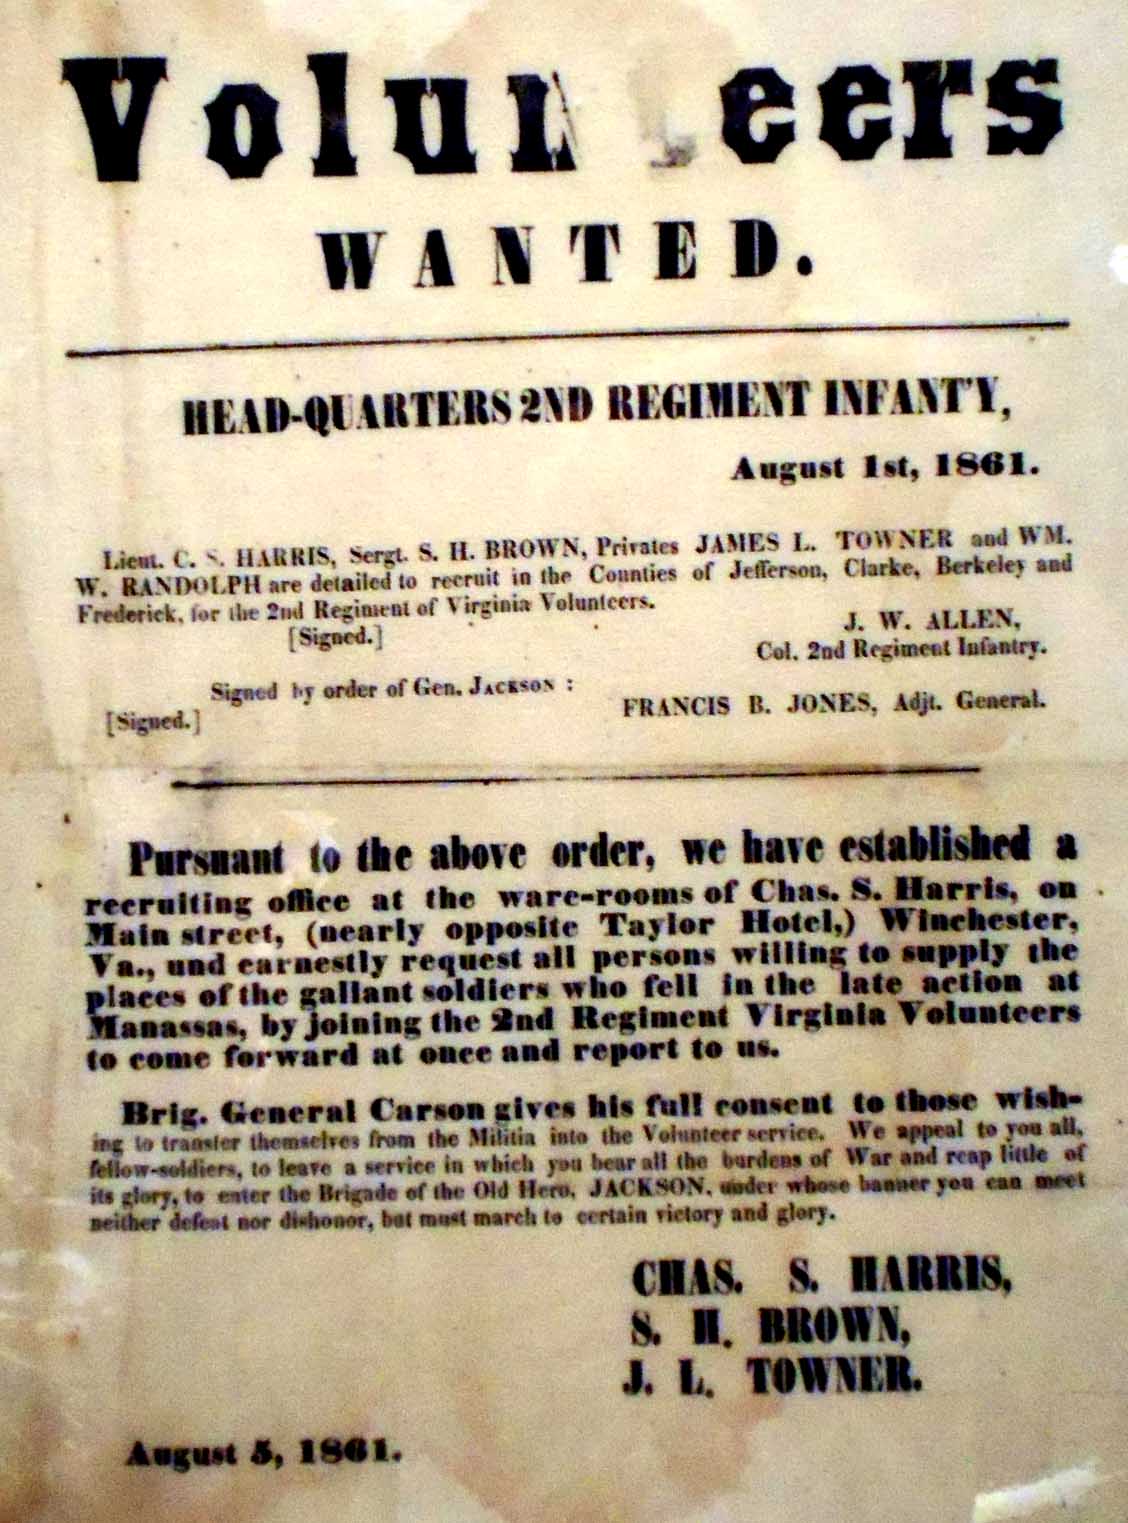 Volun eers
WANTED.
HEAD-QUARTERS 2ND REGIMENT INFANT'Y,
August 1st, 1861.
Lieut. C. S. HARRIS, Sergt. S. H. BROWN, Privates JAMES L. TOWNER and WM.
W. RANDOLPH are detailed to recruit in the Counties of Jefferson, Clarke, Berkeley and
Frederick, for the 2nd Regiment of Virginia Volunteers.
[Signed.]
J. W. ALLEN,
Col. 2nd Regiment Infantry.
Signed by order of Gen. JACKSON :
[Signed.]
FRANCIS B. JONES, Adjt. General.
Pursuant to the above order, we have established a
recruiting office at the ware-rooms of Chas. S. Harris, on
Main street, (nearly opposite Taylor Hotel,) Winchester,
Va., und earnestly request all persons willing to supply the
places of the gallant soldiers who fell in the late action at
Manassas, by joining the 2nd Regiment Virginia Volunteers
to come forward at once and report to us.
Brig. General Carson gives his full consent to those wish-
ing to transfer themselves from the Militia into the Volunteer service. We appeal to you all,
fellow-soldiers, to leave a service in which you bear all the burdens of War and reap little of
its glory, to enter the Brigade of the Old Hero, JACKSON, under whose banner you can meet
neither defeat nor dishonor, but must march to certain victory and glory.
CHAS. S. HARRIS,
S. H. BROWN,
J. L. TOWNER.
August 5, 1861.